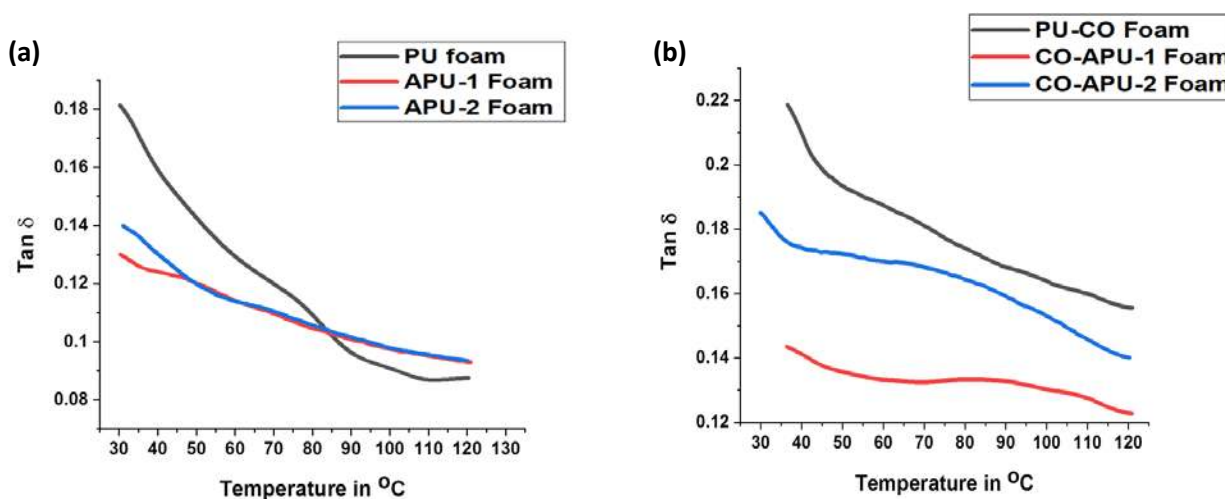 (a)
PU foam
APU-1 Foam
APU-2 Foam
0.18
0.16
0.14
0.12
0.1
0.08
Tan δ
30 40 50 60 70 80 90 100 110 120 130
Temperature in ᴼC
(b)
PU-CO Foam
CO-APU-1 Foam
CO-APU-2 Foam
0.22
0.2
0.18
0.16
0.14
0.12
Tan δ
30 40 50 60 70 80 90 100 110 120
Temperature in ᴼC